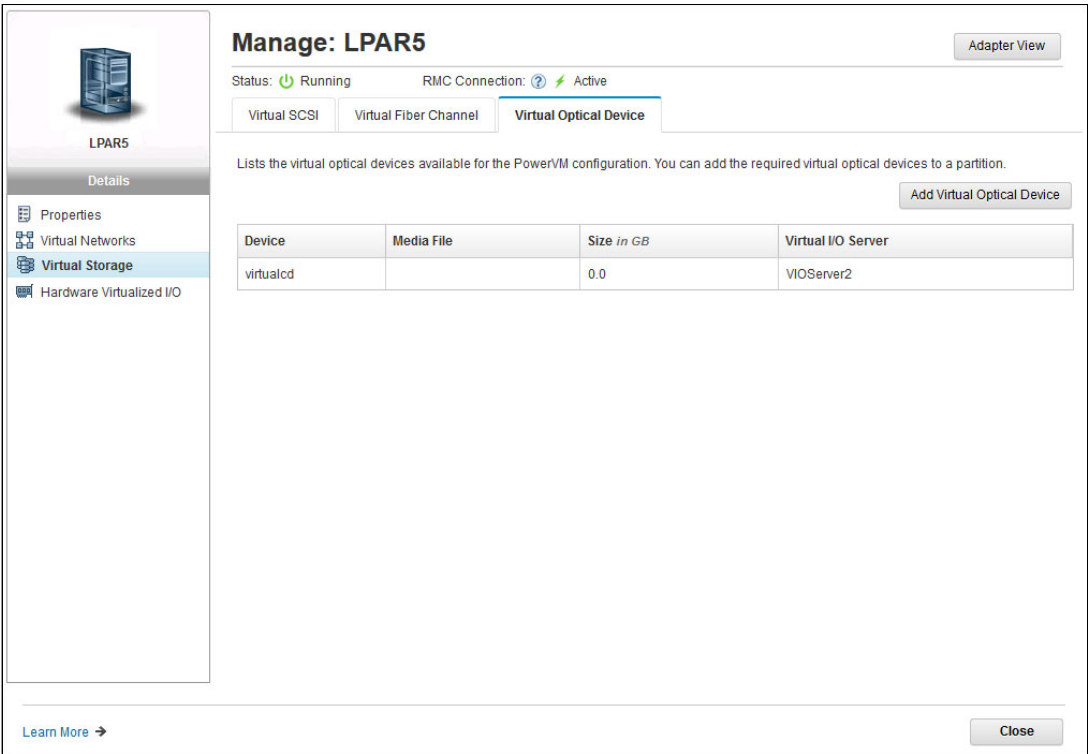 Manage: LPAR5
Adapter View
Status: Running RMC Connection: ? Active
Virtual SCSI Virtual Fiber Channel Virtual Optical Device
LPAR5
Details
Properties
Virtual Networks
Virtual Storage
Hardware Virtualized I/O
Lists the virtual optical devices available for the PowerVM configuration. You can add the required virtual optical devices to a partition.
Add Virtual Optical Device
Device Media File Size in GB Virtual I/O Server
virtualcd 0.0 VIOServer2
Learn More →
Close